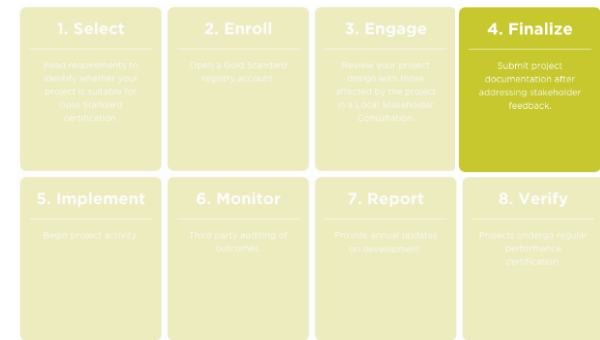 1. Select
Read requirements to
identify whether your
project is suitable for
Gold Standard
certification.
2. Enroll
Open a Gold Standard
registry account.
3. Engage
Review your project
design with those
affected by the project
in a Local Stakeholder
Consultation.
4. Finalize
Submit project
documentation after
addressing stakeholder
feedback.
5. Implement
Begin project activity.
6. Monitor
Third party auditing of
outcomes.
7. Report
Provide annual updates
on development.
8. Verify
Projects undergo regular
performance
certification.